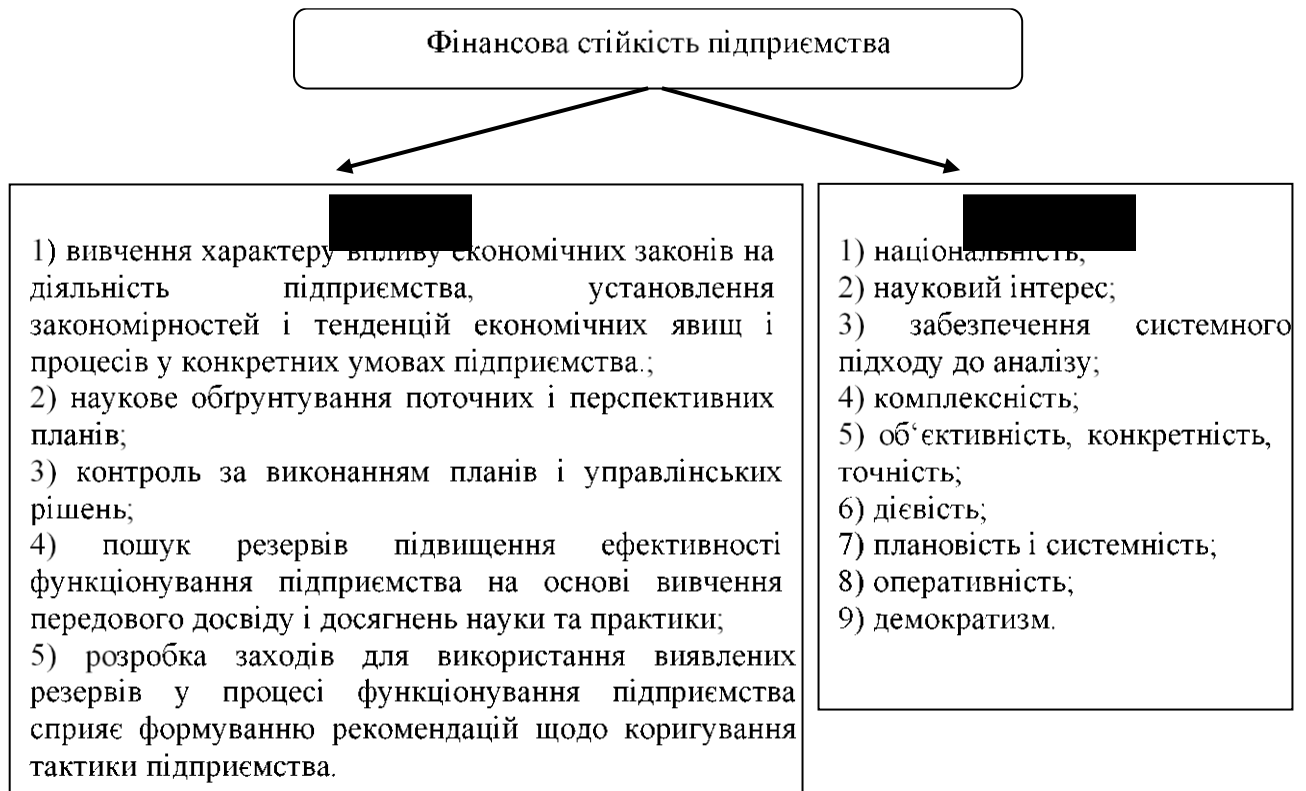 Фінансова стійкість підприємства
1) вивчення характеру впливу економічних законів на
діяльність підприємства, установлення
закономірностей і тенденцій економічних явищ і
процесів у конкретних умовах підприємства.;
2) наукове обґрунтування поточних і перспективних
планів;
3) контроль за виконанням планів і управлінських
рішень;
4) пошук резервів підвищення ефективності
функціонування підприємства на основі вивчення
передового досвіду і досягнень науки та практики;
5) розробка заходів для використання виявлених
резервів у процесі функціонування підприємства
сприяє формуванню рекомендацій щодо коригування
тактики підприємства.
1) національність;
2) науковий інтерес;
3) забезпечення системного
підходу до аналізу;
4) комплексність;
5) об‘єктивність, конкретність,
точність;
6) дієвість;
7) плановість і системність;
8) оперативність;
9) демократизм.